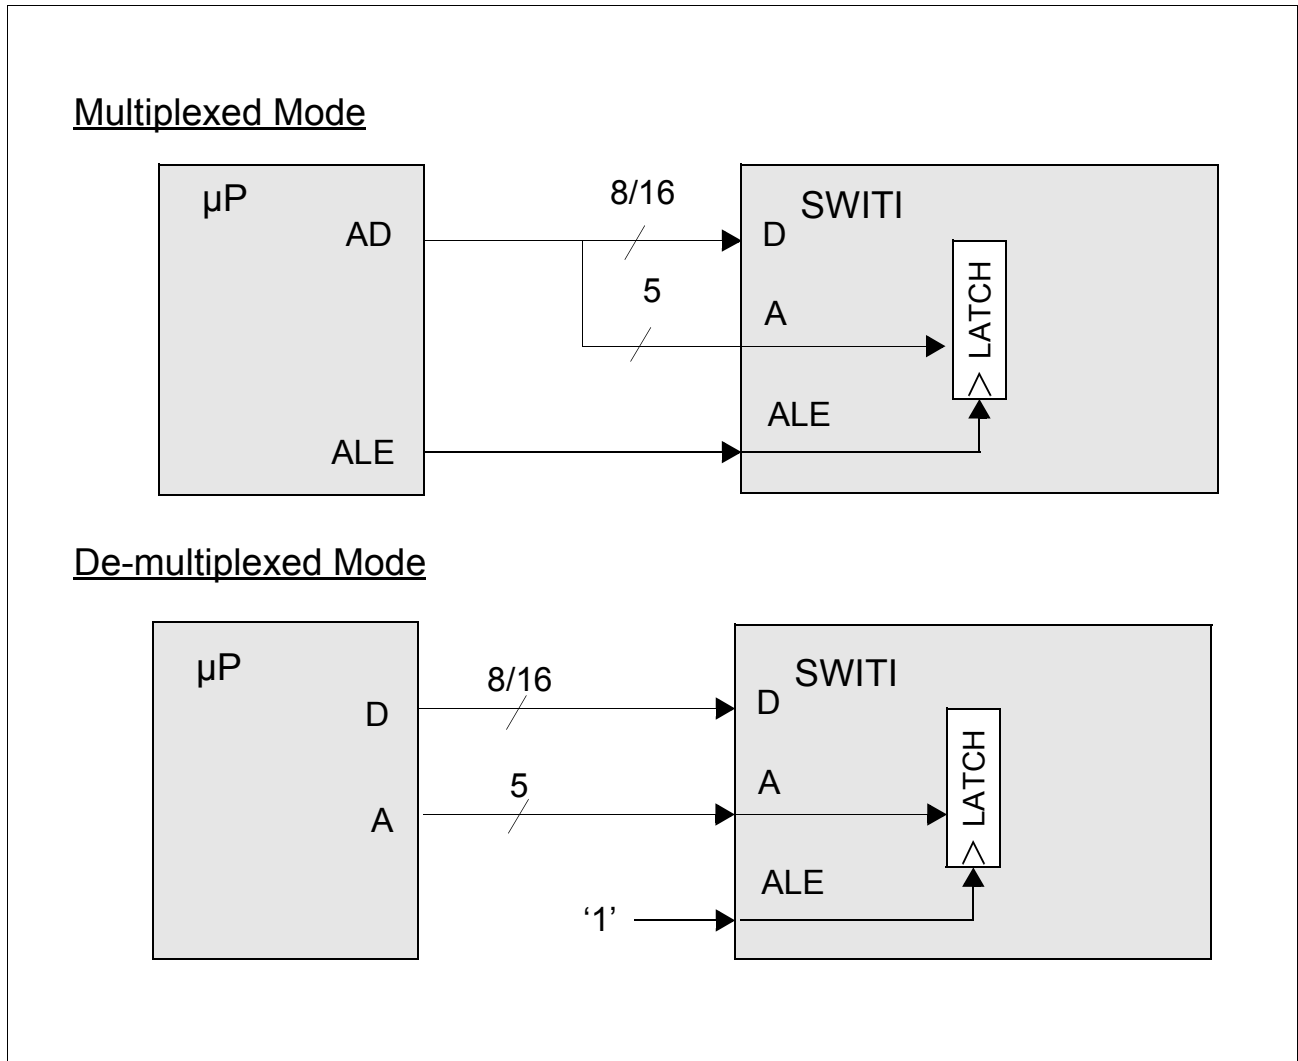 Multiplexed Mode
µP
AD
ALE
8/16
5
SWITI
D
A
ALE
> LATCH
De-multiplexed Mode
µP
D
A
8/16
5
‘1’
SWITI
D
A
ALE
> LATCH